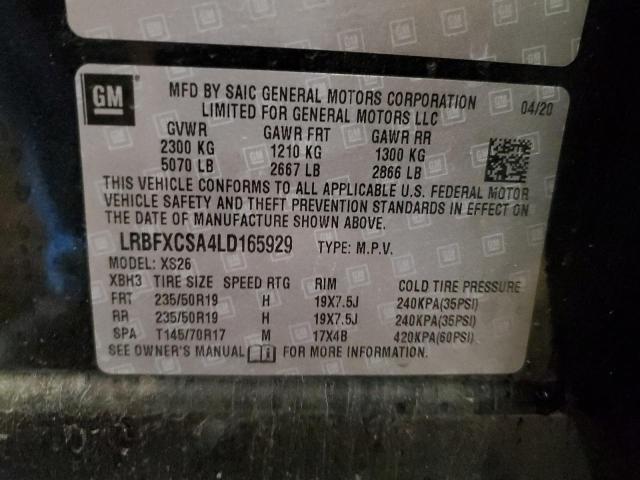 GM
MFD BY SAIC GENERAL MOTORS CORPORATION
LIMITED FOR GENERAL MOTORS LLC
04/20
GVWR GAWR FRT GAWR RR
2300 KG 1210 KG 1300 KG
5070 LB 2667 LB 2866 LB
THIS VEHICLE CONFORMS TO ALL APPLICABLE U.S. FEDERAL MOTOR
VEHICLE SAFETY AND THEFT PREVENTION STANDARDS IN EFFECT ON
THE DATE OF MANUFACTURE SHOWN ABOVE.
LRBFXCSA4LD165929 TYPE: M.P.V.
MODEL: XS26
XBH3 TIRE SIZE SPEED RTG RIM COLD TIRE PRESSURE
FRT 235/50R19 H 19X7.5J 240KPA(35PSI)
RR 235/50R19 H 19X7.5J 240KPA(35PSI)
SPA T145/70R17 M 17X4B 420KPA(60PSI)
SEE OWNER'S MANUAL FOR MORE INFORMATION.